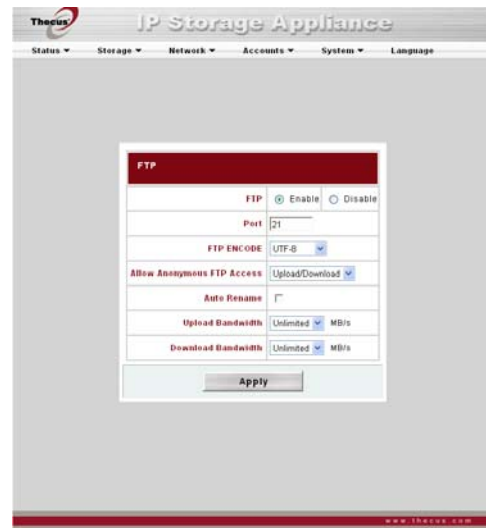 Thecus
IP Storage Appliance
Status Storage Network Accounts System Language
FTP
FTP Enable Disable
Port 21
FTP ENCODE UTF-8
Allow Anonymous FTP Access Upload/Download
Auto Rename
Upload Bandwidth Unlimited MB/s
Download Bandwidth Unlimited MB/s
Apply
www.thecus.com